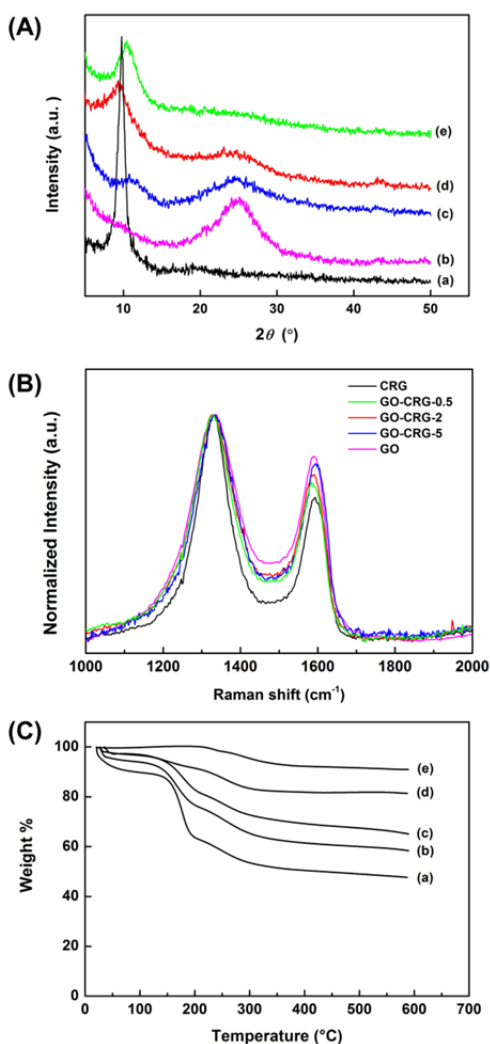 (A)
Intensity (a.u.)
(e)
(d)
(c)
(b)
(a)
10 20 30 40 50
2θ (°)
(B)
Normalized Intensity (a.u.)
CRG
GO-CRG-0.5
GO-CRG-2
GO-CRG-5
GO
1000 1200 1400 1600 1800 2000
Raman shift (cm⁻¹)
(C)
Weight %
100
80
60
40
20
0
(e)
(d)
(c)
(b)
(a)
0 100 200 300 400 500 600 700
Temperature (°C)